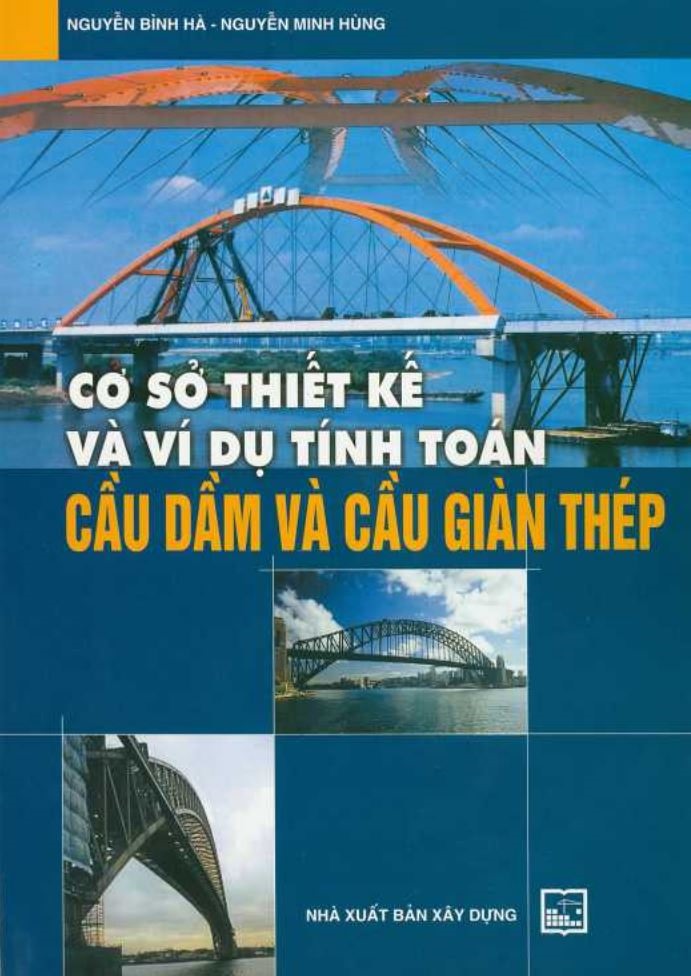 NGUYỄN BÌNH HÀ - NGUYỄN MINH HÙNG
CƠ SỞ THIẾT KẾ
VÀ VÍ DỤ TÍNH TOÁN
CẦU DẦM VÀ CẦU GIÀN THÉP
NHÀ XUẤT BẢN XÂY DỰNG